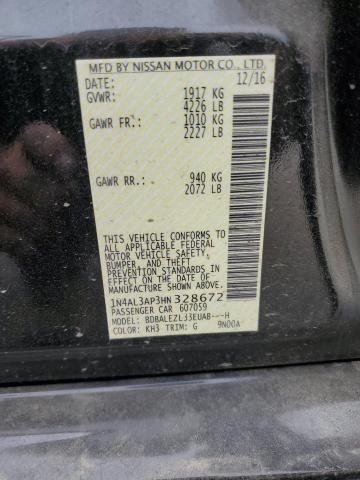 MFD BY NISSAN MOTOR CO., LTD.
DATE: 12/16
GVWR: 1917 KG
4226 LB
GAWR FR.: 1010 KG
2227 LB
GAWR RR.: 940 KG
2072 LB
THIS VEHICLE CONFORMS TO ALL
APPLICABLE FEDERAL
MOTOR VEHICLE SAFETY,
BUMPER, AND THEFT
PREVENTION STANDARDS IN
EFFECT ON THE DATE OF
MANUFACTURE SHOWN ABOVE.
1N4AL3AP3HN328672
PASSENGER CAR 607059
MODEL: BDBALEZL33EUAB---H
COLOR: KH3 TRIM: G 9N00A